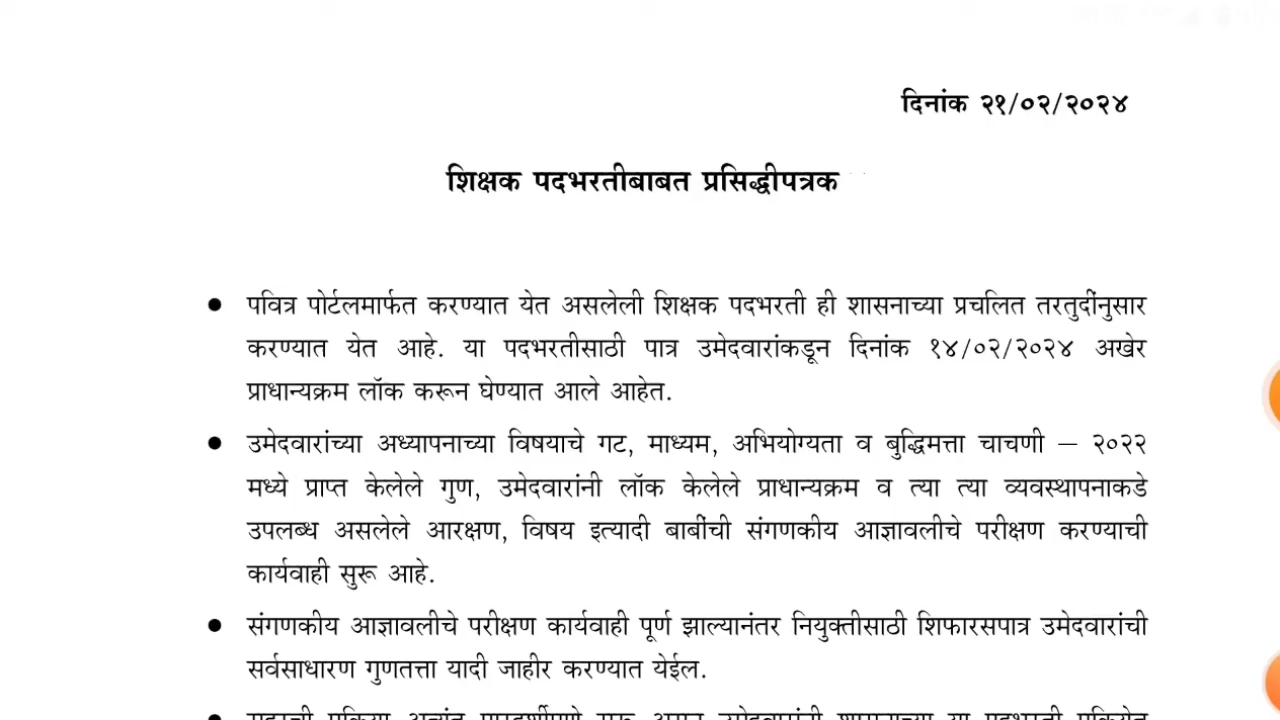 दिनांक २१/०२/२०२४
शिक्षक पदभरतीबाबत प्रसिद्धीपत्रक
● पवित्र पोर्टलमार्फत करण्यात येत असलेली शिक्षक पदभरती ही शासनाच्या प्रचलित तरतुदींनुसार
करण्यात येत आहे. या पदभरतीसाठी पात्र उमेदवारांकडून दिनांक १४/०२/२०२४ अखेर
प्राधान्यक्रम लॉक करून घेण्यात आले आहेत.
● उमेदवारांच्या अध्यापनाच्या विषयाचे गट, माध्यम, अभियोग्यता व बुद्धिमत्ता चाचणी – २०२२
मध्ये प्राप्त केलेले गुण, उमेदवारांनी लॉक केलेले प्राधान्यक्रम व त्या त्या व्यवस्थापनाकडे
उपलब्ध असलेले आरक्षण, विषय इत्यादी बाबींची संगणकीय आज्ञावलीचे परीक्षण करण्याची
कार्यवाही सुरू आहे.
● संगणकीय आज्ञावलीचे परीक्षण कार्यवाही पूर्ण झाल्यानंतर नियुक्तीसाठी शिफारसपात्र उमेदवारांची
सर्वसाधारण गुणतत्ता यादी जाहीर करण्यात येईल.